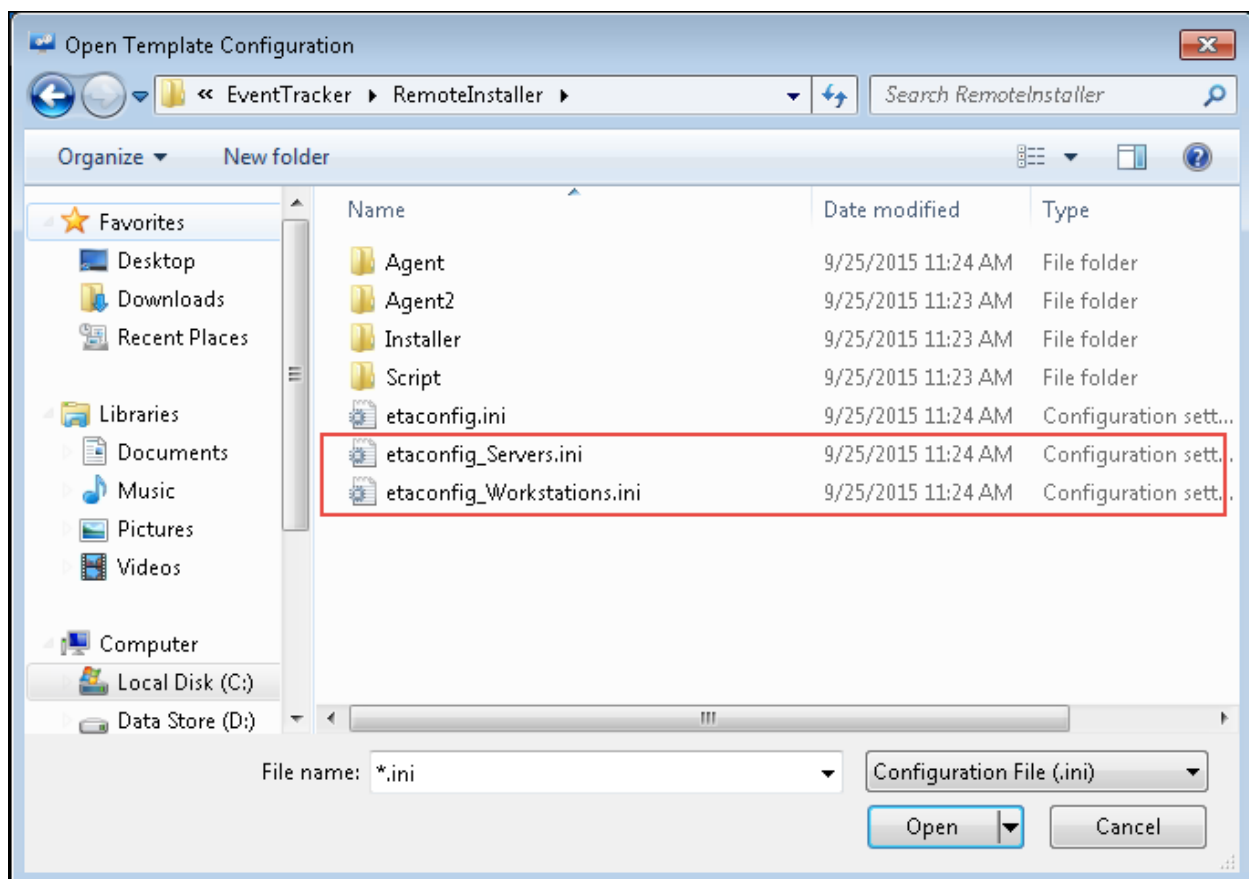 Open Template Configuration
« EventTracker RemoteInstaller Search RemoteInstaller
Organize New folder
Name Date modified Type
Favorites
Desktop
Downloads
Recent Places
Libraries
Documents
Music
Pictures
Videos
Computer
Local Disk (C:)
Data Store (D:)
Agent 9/25/2015 11:24 AM File folder
Agent2 9/25/2015 11:23 AM File folder
Installer 9/25/2015 11:23 AM File folder
Script 9/25/2015 11:23 AM File folder
etaconfig.ini 9/25/2015 11:24 AM Configuration sett...
etaconfig_Servers.ini 9/25/2015 11:24 AM Configuration sett...
etaconfig_Workstations.ini 9/25/2015 11:24 AM Configuration sett...
File name: *.ini Configuration File (.ini)
Open Cancel